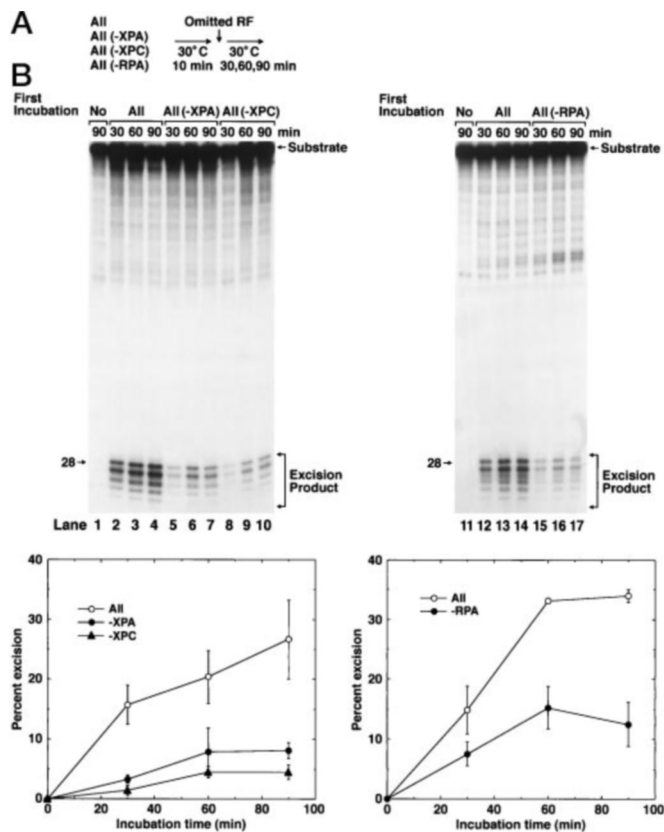 A
All Omitted RF
All (-XPA)
All (-XPC) 30°C 30°C
All (-RPA) 10 min 30,60,90 min
B
First Incubation No All All (-XPA) All (-XPC)
90 30 60 90 30 60 90 30 60 90 min
←Substrate
28→
Excision Product
Lane 1 2 3 4 5 6 7 8 9 10
First Incubation No All All (-RPA)
90 30 60 90 30 60 90 min
←Substrate
28→
Excision Product
11 12 13 14 15 16 17
Percent excision
40
30
20
10
0
All
-XPA
-XPC
0 20 40 60 80 100
Incubation time (min)
Percent excision
40
30
20
10
0
All
-RPA
0 20 40 60 80 100
Incubation time (min)